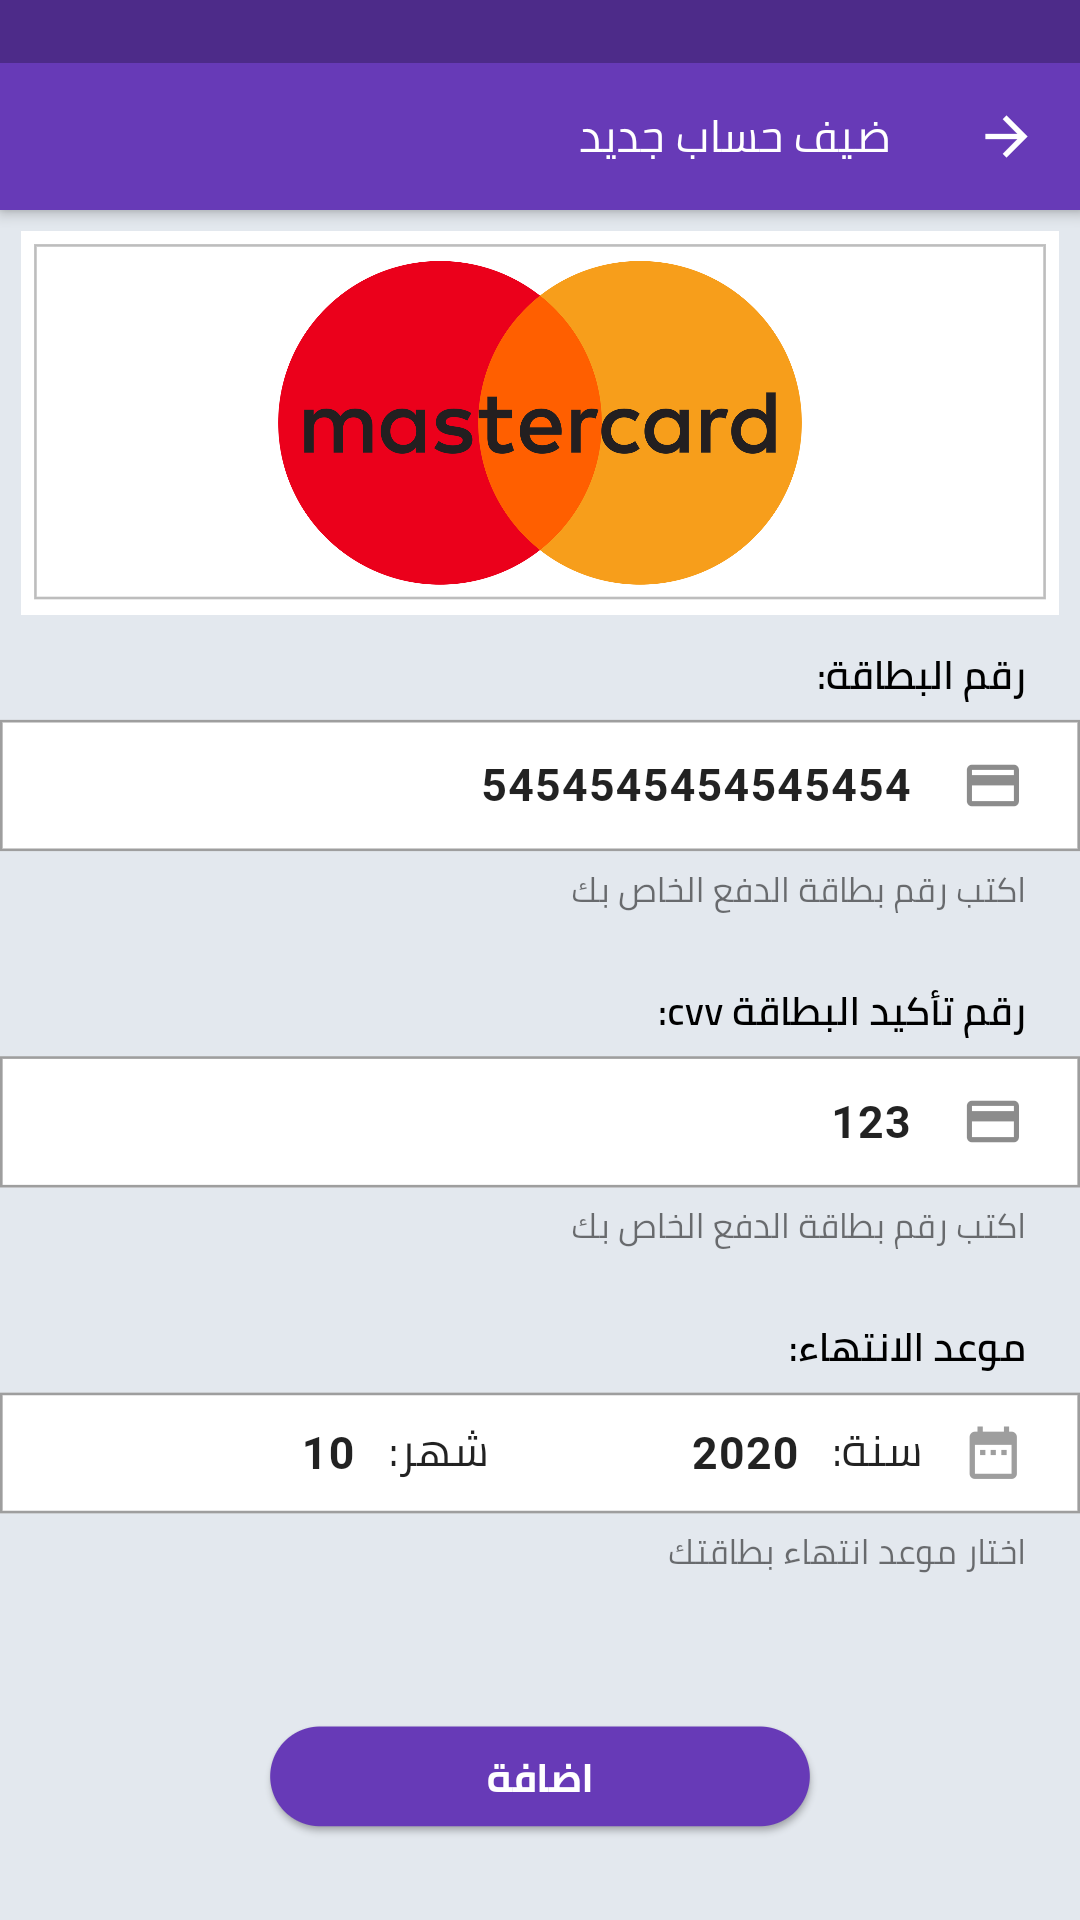 ضيف حساب جديد
mastercard
رقم البطاقة:
5454545454545454
اكتب رقم بطاقة الدفع الخاص بك
رقم تأكيد البطاقة cvv:
123
اكتب رقم بطاقة الدفع الخاص بك
موعد الانتهاء:
سنة: 2020 شهر: 10
اختار موعد انتهاء بطاقتك
اضافة